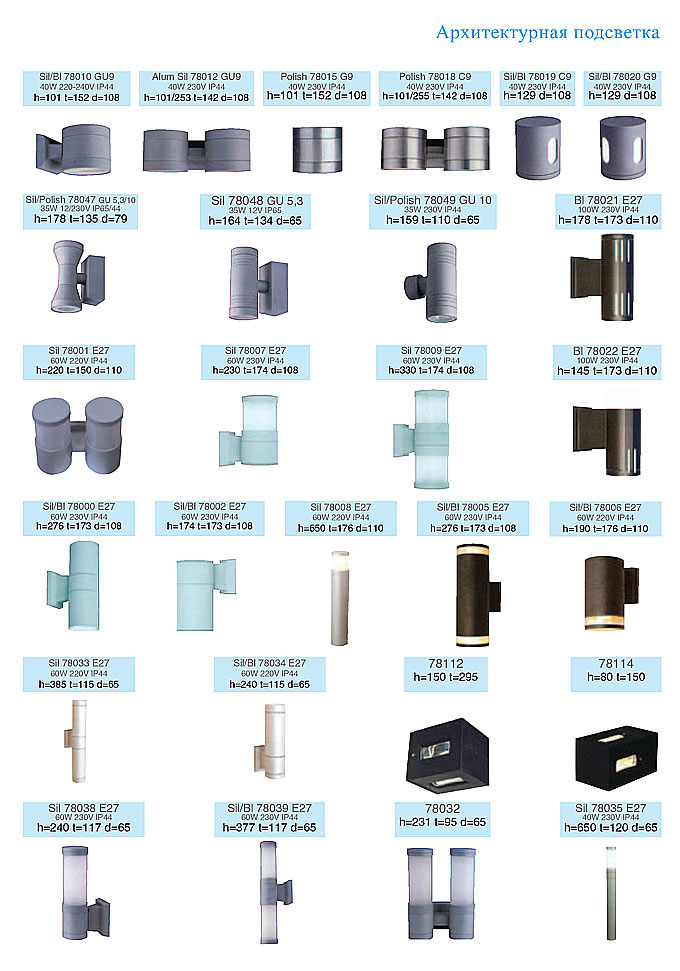 Архитектурная подсветка
Sil/Bl 78010 GU9
40W 220-240V IP44
h=101 t=152 d=108
Alum Sil 78012 GU9
40W 230V IP44
h=101/253 t=142 d=108
Polish 78015 G9
40W 230V IP44
h=101 t=152 d=108
Polish 78018 C9
40W 230V IP44
h=101/255 t=142 d=108
Sil/Bl 78019 C9
40W 230V IP44
h=129 d=108
Sil/Bl 78020 G9
40W 230V IP44
h=129 d=108
Sil/Polish 78047 GU 5,3/10
35W 12/230V IP65/44
h=178 t=135 d=79
Sil 78048 GU 5,3
35W 12V IP65
h=164 t=134 d=65
Sil/Polish 78049 GU 10
35W 230V IP44
h=159 t=110 d=65
Bl 78021 E27
100W 230V IP44
h=178 t=173 d=110
Sil 78001 E27
60W 220V IP44
h=220 t=150 d=110
Sil 78007 E27
60W 220V IP44
h=230 t=174 d=108
Sil 78009 E27
60W 230V IP44
h=330 t=174 d=108
Bl 78022 E27
100W 230V IP44
h=145 t=173 d=110
Sil/Bl 78000 E27
60W 230V IP44
h=276 t=173 d=108
Sil/Bl 78002 E27
60W 230V IP44
h=174 t=173 d=108
Sil 78008 E27
60W 220V IP44
h=650 t=176 d=110
Sil/Bl 78005 E27
60W 230V IP44
h=276 t=173 d=108
Sil/Bl 78006 E27
60W 220V IP44
h=190 t=176 d=110
Sil 78033 E27
60W 220V IP44
h=385 t=115 d=65
Sil/Bl 78034 E27
60W 220V IP44
h=240 t=115 d=65
78112
h=150 t=295
78114
h=80 t=150
Sil 78038 E27
60W 230V IP44
h=240 t=117 d=65
Sil/Bl 78039 E27
60W 230V IP44
h=377 t=117 d=65
78032
h=231 t=95 d=65
Sil 78035 E27
40W 230V IP44
h=650 t=120 d=65